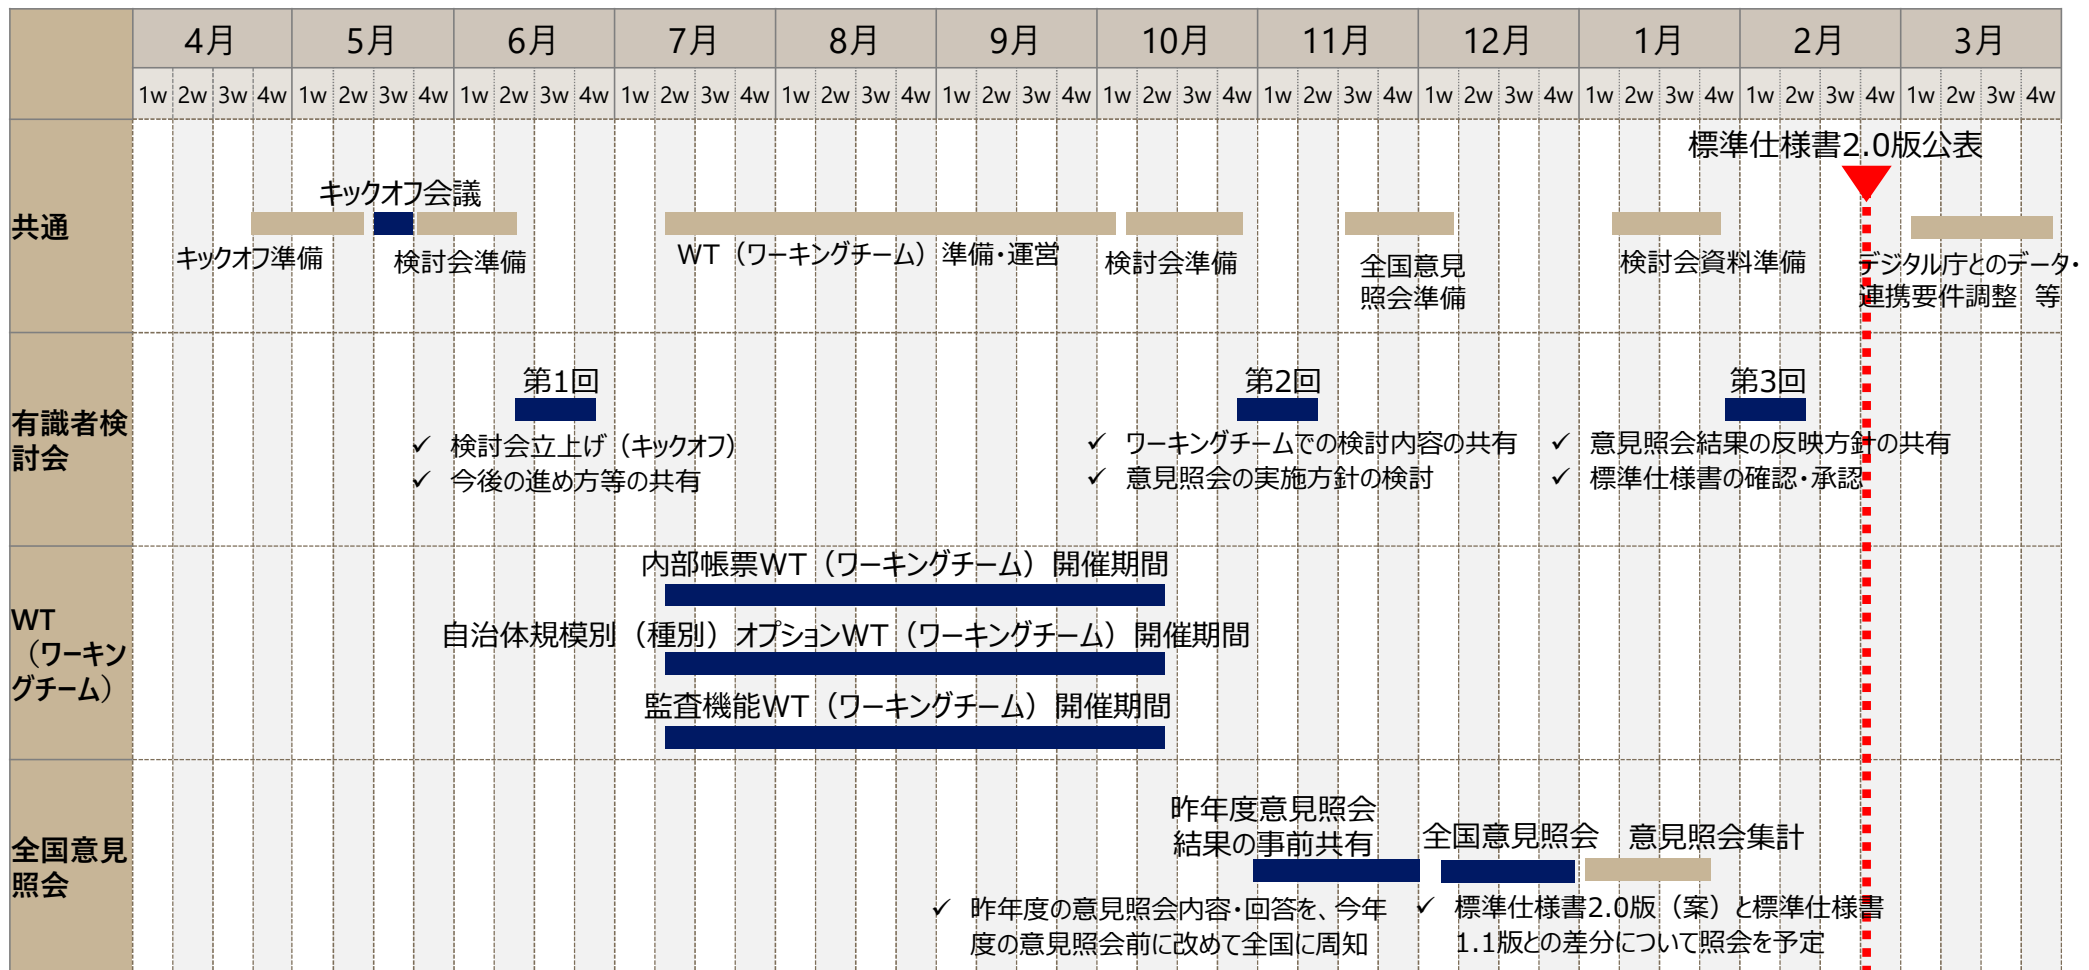 4月 5月 6月 7月 8月 9月 10月 11月 12月 1月 2月 3月
1w 2w 3w 4w 1w 2w 3w 4w 1w 2w 3w 4w 1w 2w 3w 4w 1w 2w 3w 4w 1w 2w 3w 4w 1w 2w 3w 4w 1w 2w 3w 4w 1w 2w 3w 4w 1w 2w 3w 4w 1w 2w 3w 4w 1w 2w 3w 4w
共通
標準仕様書2.0版公表
キックオフ会議
キックオフ準備
検討会準備
WT（ワーキングチーム）準備・運営
検討会準備
全国意見
照会準備
検討会資料準備
デジタル庁とのデータ・
連携要件調整 等
有識者検
討会
第1回
✓ 検討会立上げ（キックオフ）
✓ 今後の進め方等の共有
第2回
✓ ワーキングチームでの検討内容の共有
✓ 意見照会の実施方針の検討
第3回
✓ 意見照会結果の反映方針の共有
✓ 標準仕様書の確認・承認
WT
（ワーキン
グチーム）
内部帳票WT（ワーキングチーム）開催期間
自治体規模別（種別）オプションWT（ワーキングチーム）開催期間
監査機能WT（ワーキングチーム）開催期間
全国意見
照会
昨年度意見照会
結果の事前共有
✓ 昨年度の意見照会内容・回答を、今年
度の意見照会前に改めて全国に周知
全国意見照会
✓ 標準仕様書2.0版（案）と標準仕様書
1.1版との差分について照会を予定
意見照会集計